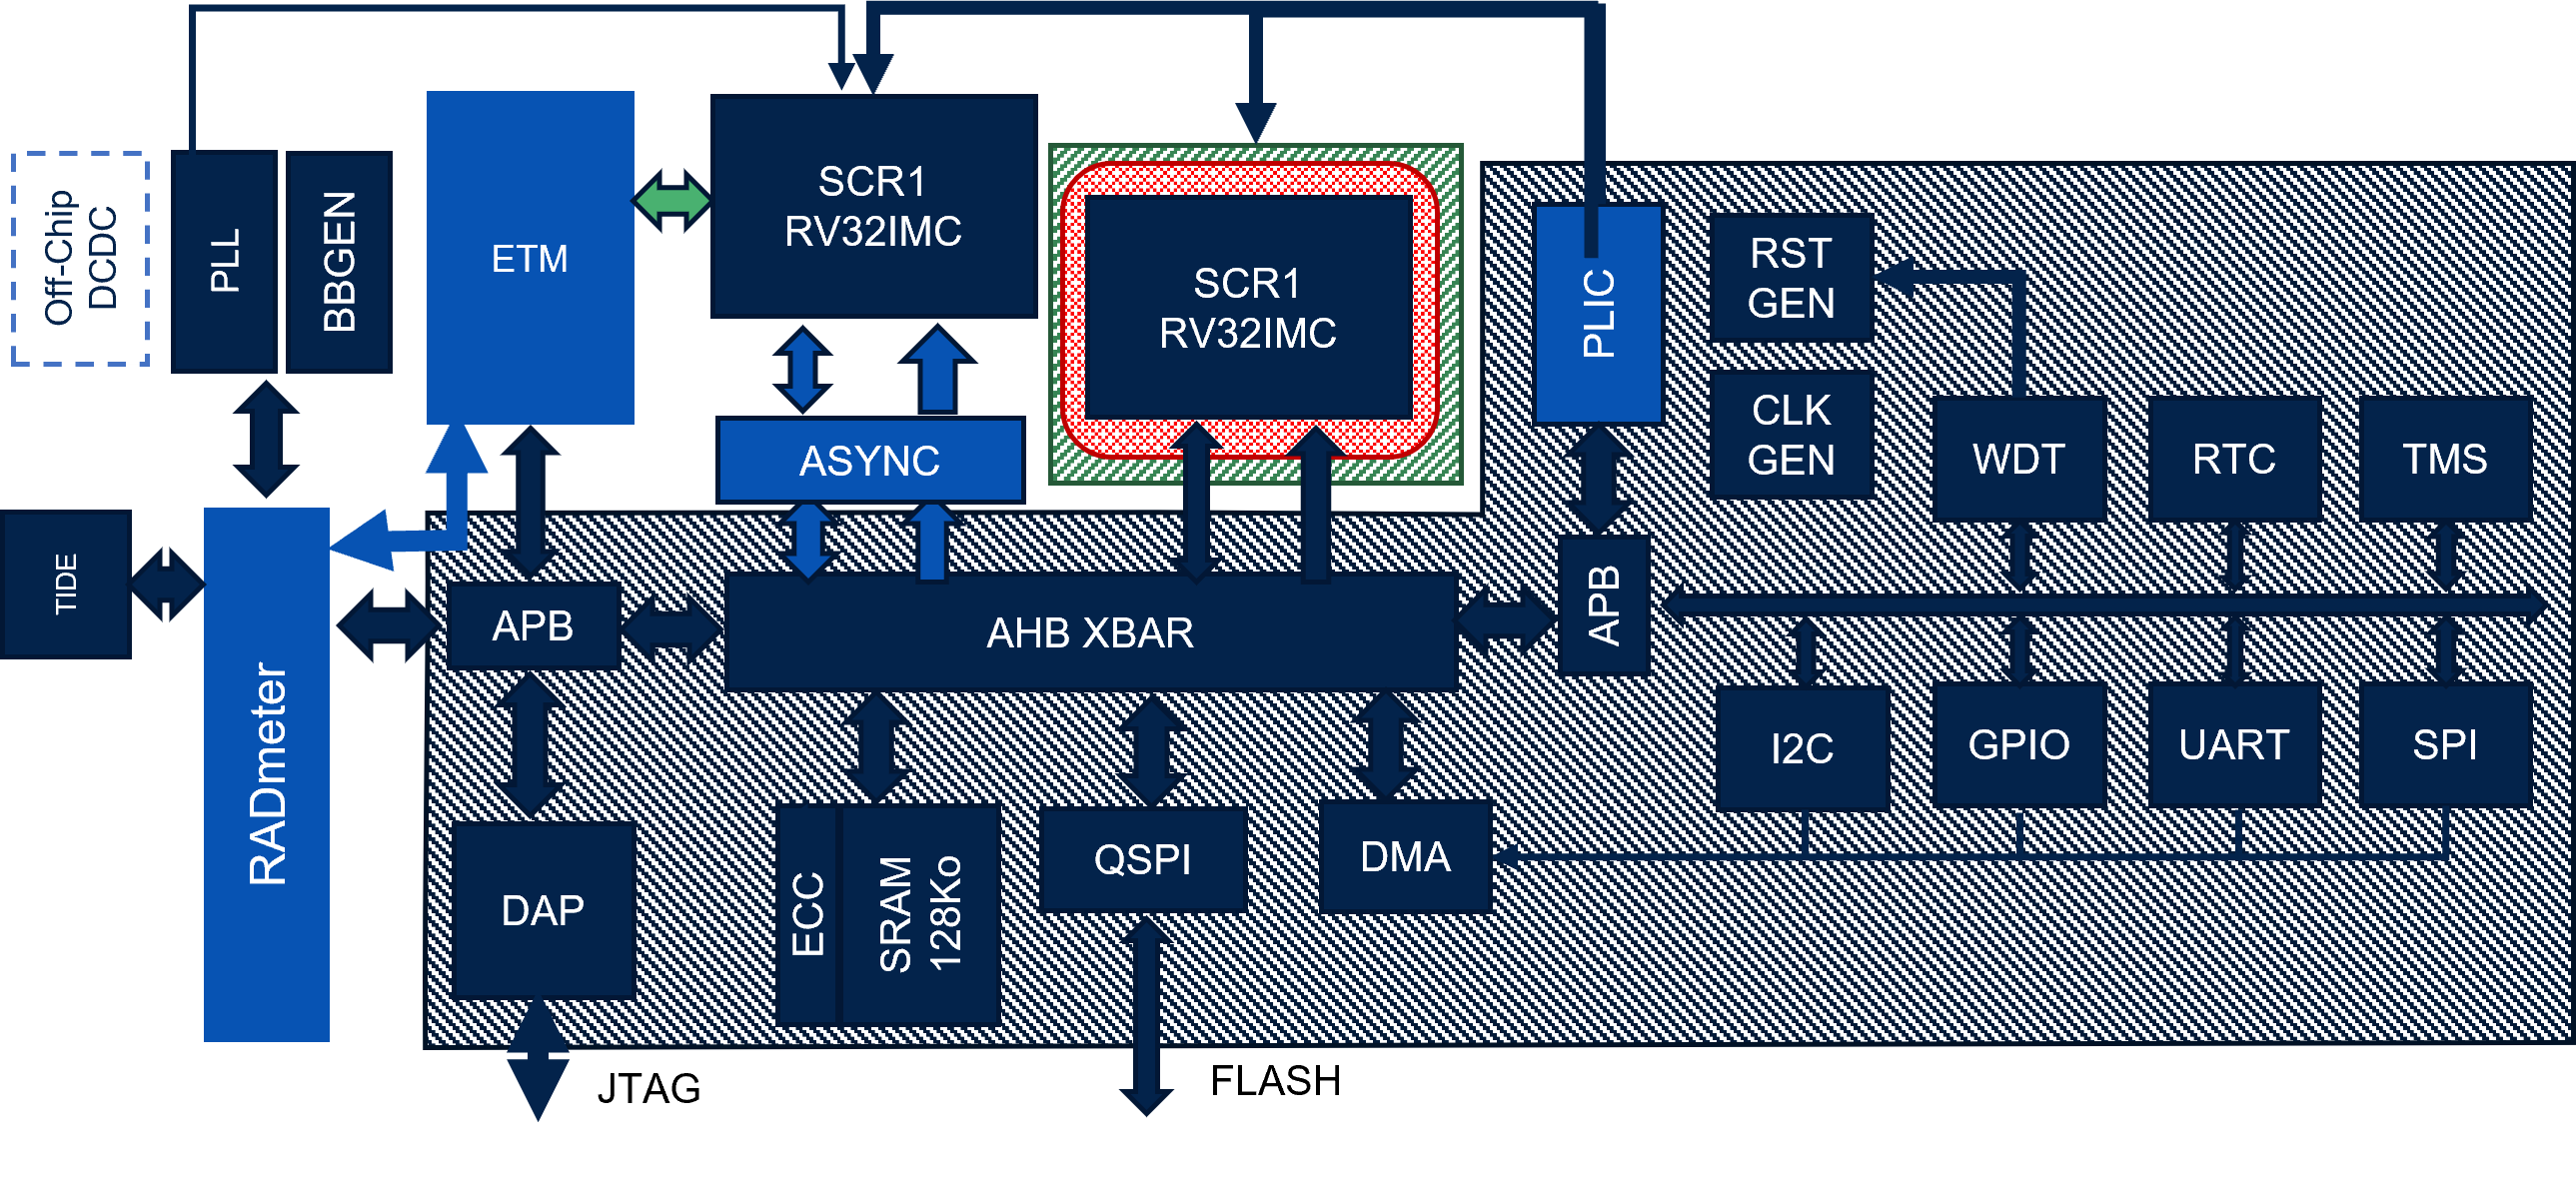 Off-Chip
DCDC
PLL
BBGEN
ETM
SCR1
RV32IMC
SCR1
RV32IMC
PLIC
RST
GEN
CLK
GEN
WDT
RTC
TMS
ASYNC
TIDE
RADmeter
APB
AHB XBAR
APB
I2C
GPIO
UART
SPI
DAP
ECC
SRAM
128Ko
QSPI
DMA
JTAG
FLASH